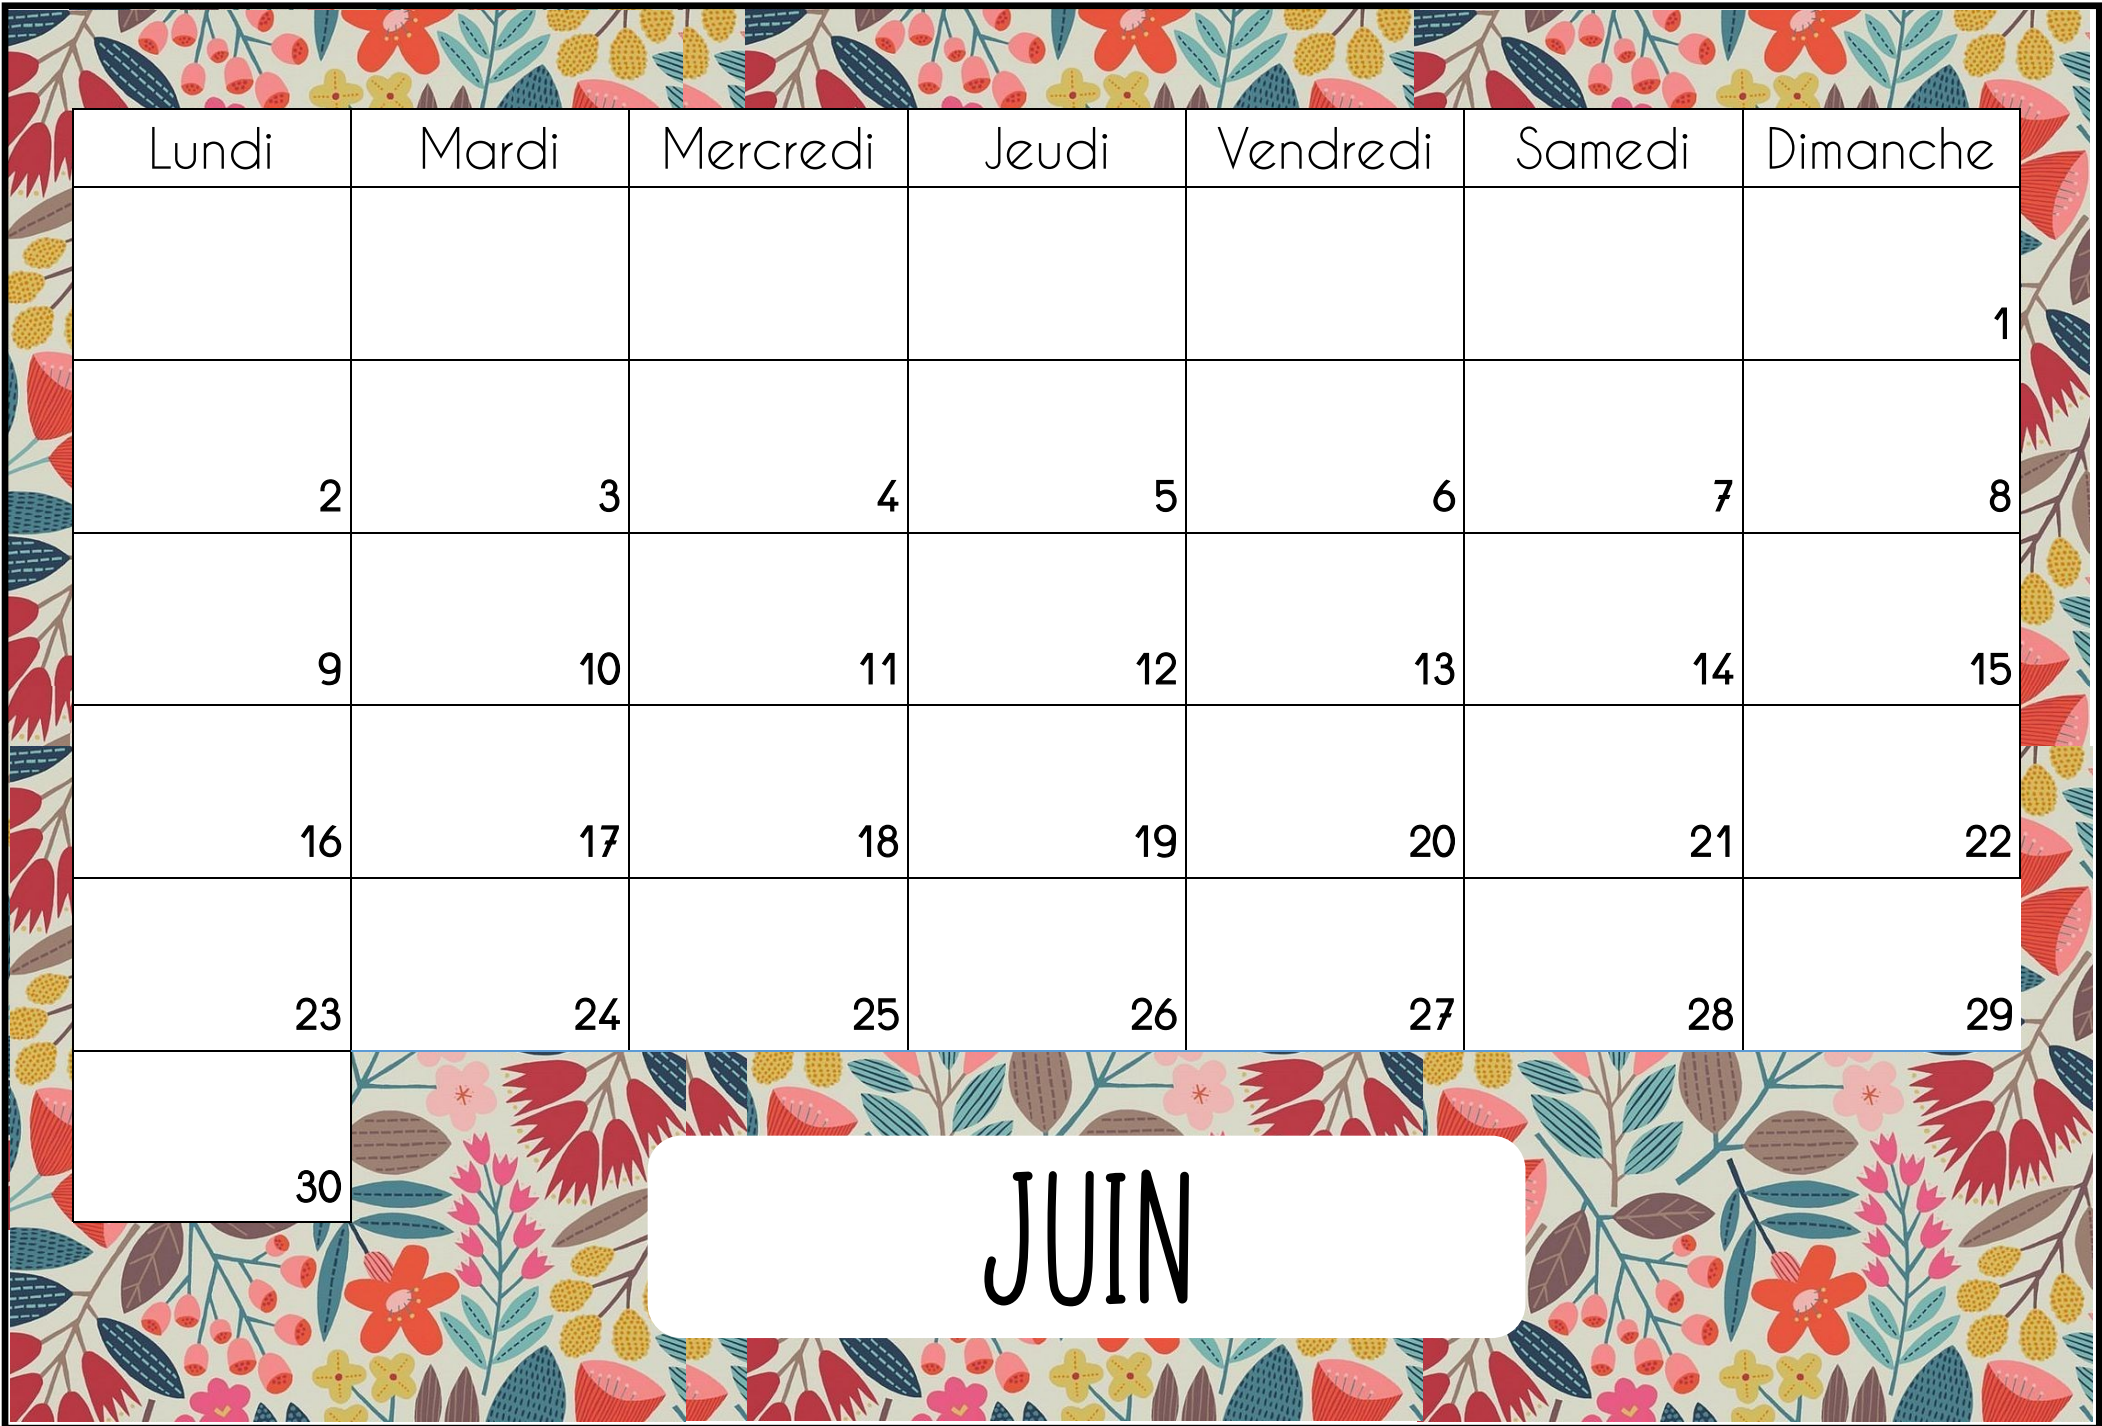 Lundi Mardi Mercredi Jeudi Vendredi Samedi Dimanche
1
2 3 4 5 6 7 8
9 10 11 12 13 14 15
16 17 18 19 20 21 22
23 24 25 26 27 28 29
30
JUIN